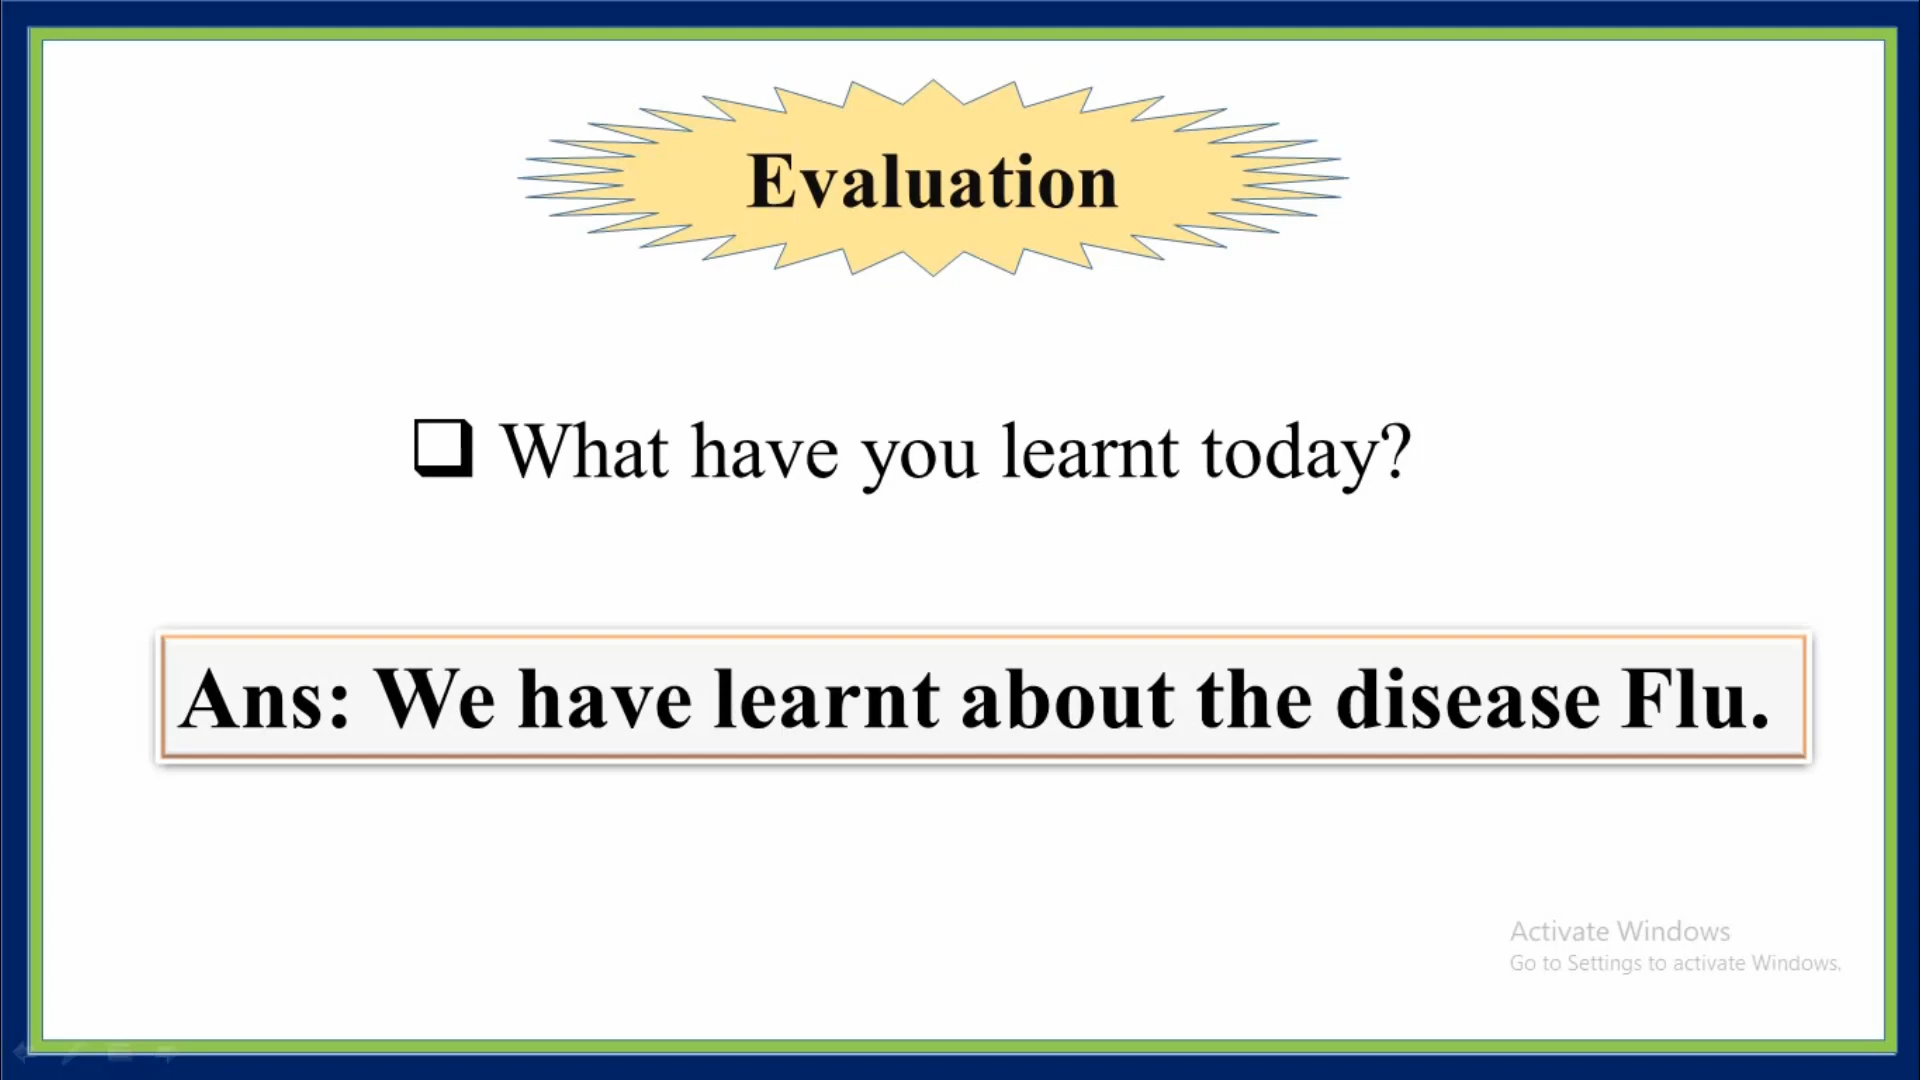 Evaluation
What have you learnt today?
Ans: We have learnt about the disease Flu.
Activate Windows
Go to Settings to activate Windows.